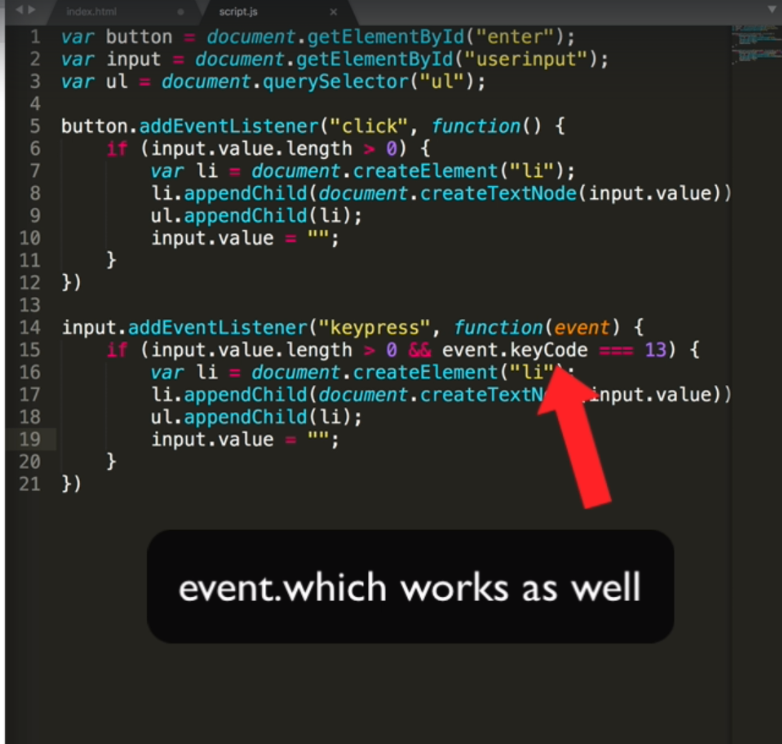 index.html
script.js
1 var button = document.getElementById("enter");
2 var input = document.getElementById("userinput");
3 var ul = document.querySelector("ul");
4
5 button.addEventListener("click", function() {
6 if (input.value.length > 0) {
7 var li = document.createElement("li");
8 li.appendChild(document.createTextNode(input.value))
9 ul.appendChild(li);
10 input.value = "";
11 }
12 })
13
14 input.addEventListener("keypress", function(event) {
15 if (input.value.length > 0 && event.keyCode === 13) {
16 var li = document.createElement("li");
17 li.appendChild(document.createTextN input.value))
18 ul.appendChild(li);
19 input.value = "";
20 }
21 })
event.which works as well